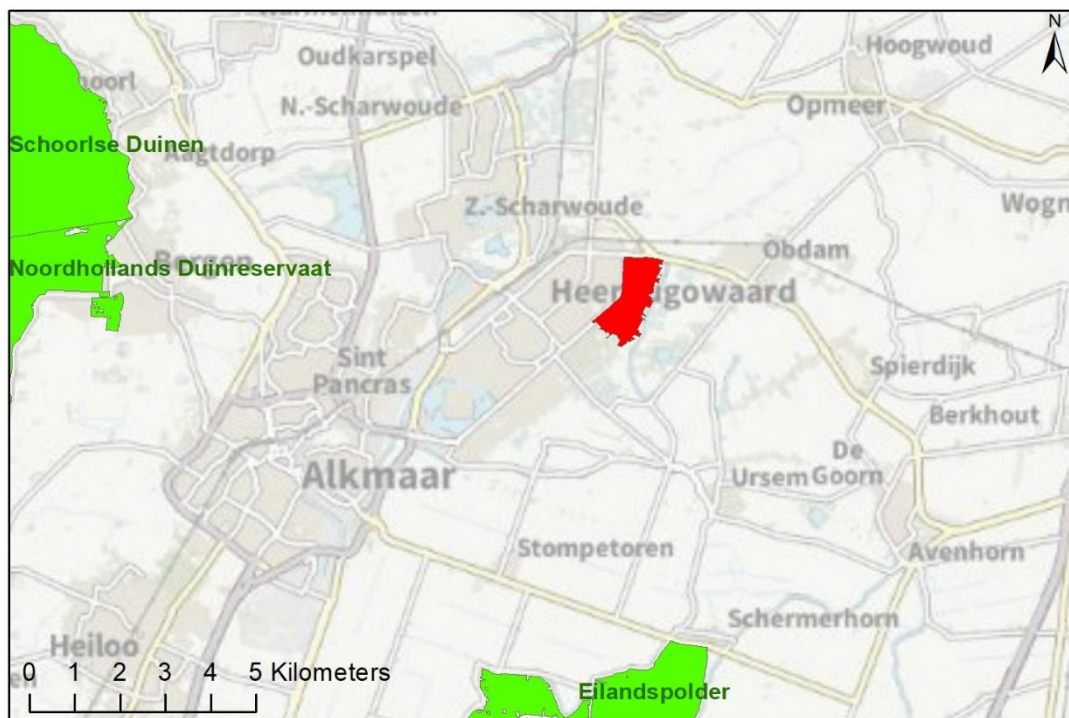 N
Oudkarspel
Hoogwoud
N.-Scharwoude
Opmeer
Schoorlse Duinen
Aagtdorp
Z.-Scharwoude
Wogn
Obdam
Bergen
Noordhollands Duinreservaat
Sint
Pancras
Spierdijk
Berkhout
De
Goorn
Ursem
Alkmaar
Stompetoren
Avenhorn
Schermerhorn
Heiloo
0 1 2 3 4 5 Kilometers
Eilandspolder